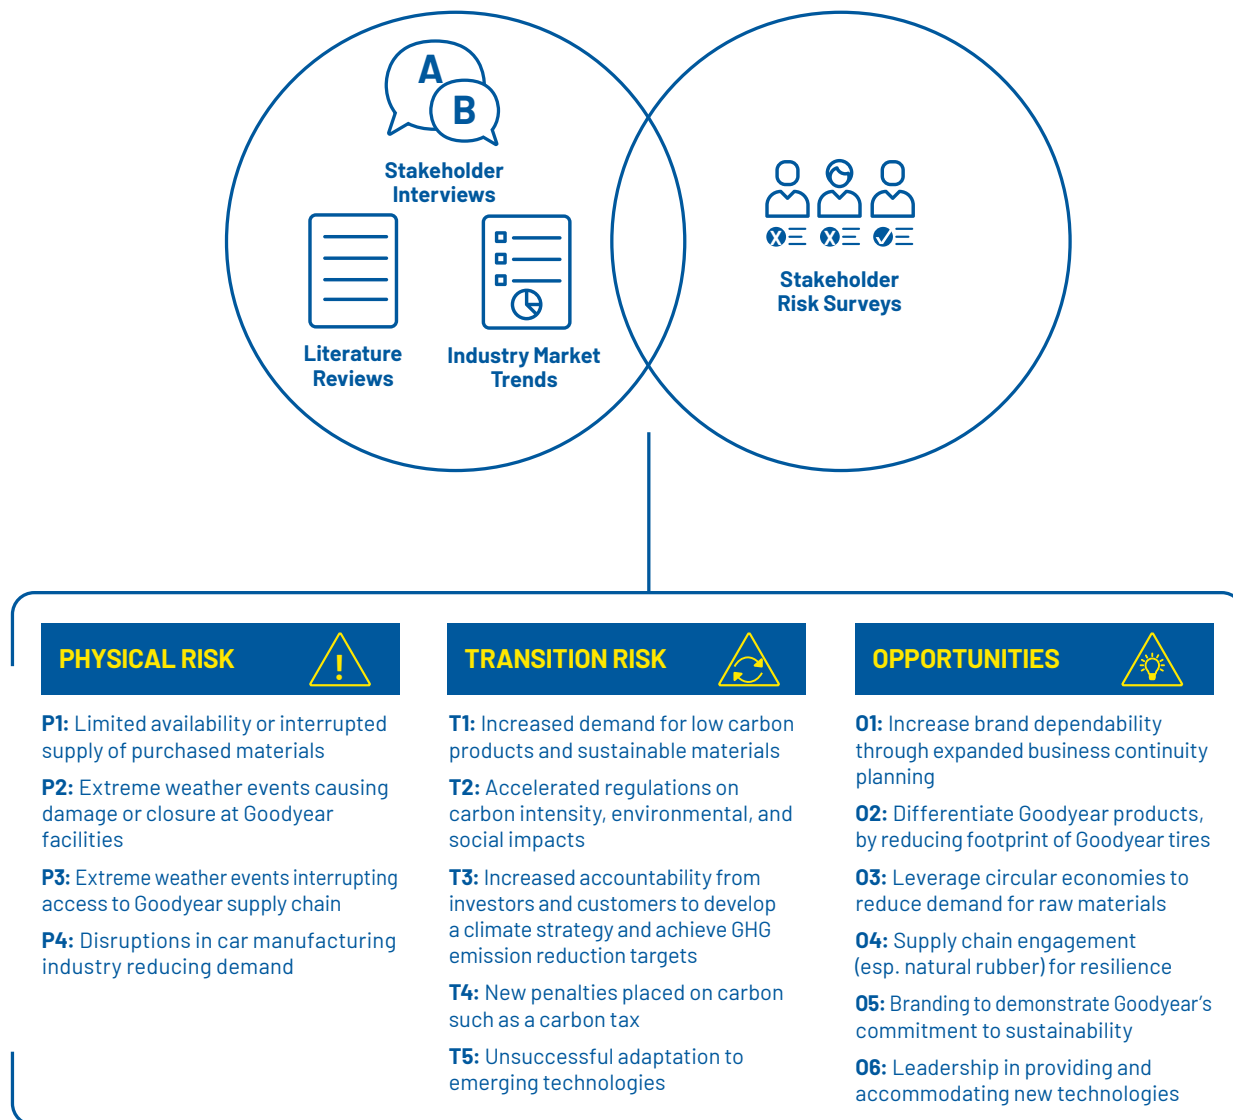 A
B
Stakeholder
Interviews
Literature
Reviews
Industry Market
Trends
X
X
Stakeholder
Risk Surveys
PHYSICAL RISK
!
P1: Limited availability or interrupted
supply of purchased materials
P2: Extreme weather events causing
damage or closure at Goodyear
facilities
P3: Extreme weather events interrupting
access to Goodyear supply chain
P4: Disruptions in car manufacturing
industry reducing demand
TRANSITION RISK
T1: Increased demand for low carbon
products and sustainable materials
T2: Accelerated regulations on
carbon intensity, environmental, and
social impacts
T3: Increased accountability from
investors and customers to develop
a climate strategy and achieve GHG
emission reduction targets
T4: New penalties placed on carbon
such as a carbon tax
T5: Unsuccessful adaptation to
emerging technologies
OPPORTUNITIES
O1: Increase brand dependability
through expanded business continuity
planning
O2: Differentiate Goodyear products,
by reducing footprint of Goodyear tires
O3: Leverage circular economies to
reduce demand for raw materials
O4: Supply chain engagement
(esp. natural rubber) for resilience
O5: Branding to demonstrate Goodyear's
commitment to sustainability
O6: Leadership in providing and
accommodating new technologies